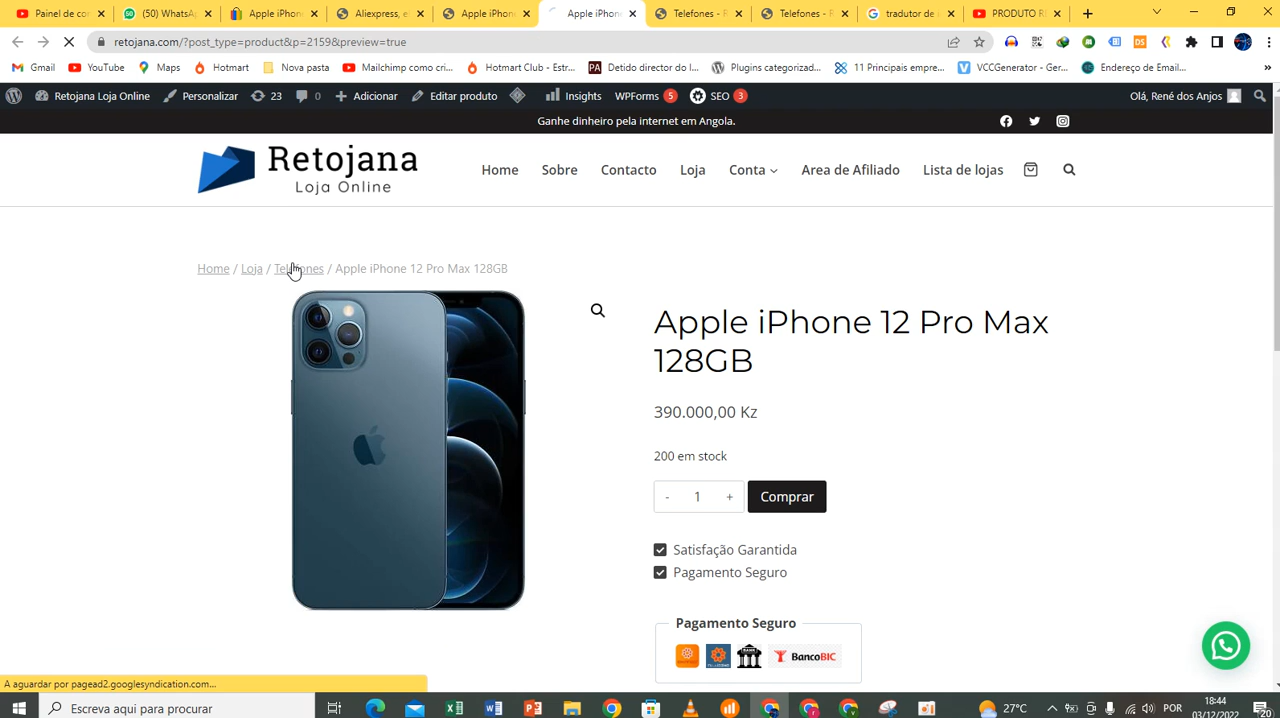 Painel de con
(50) WhatsA
Apple iPhon
Aliexpress, e
Apple iPhon
Apple iPhon
Telefones - R
Telefones - R
tradutor de
PRODUTO R
retojana.com/?post_type=product&p=2159&preview=true
Gmail
YouTube
Maps
Hotmart
Nova pasta
Mailchimp como cri...
Hotmart Club - Estr...
Detido director do I...
Plugins categorizad...
11 Principais empre...
VCCGenerator - Ger...
Endereço de Email...
»
Retojana Loja Online
Personalizar
23
0
Adicionar
Editar produto
Insights
WPForms 5
SEO 3
Olá, René dos Anjos
Ganhe dinheiro pela internet em Angola.
Retojana
Loja Online
Home
Sobre
Contacto
Loja
Conta
Area de Afiliado
Lista de lojas
Home / Loja / Telefones / Apple iPhone 12 Pro Max 128GB
Apple iPhone 12 Pro Max
128GB
390.000,00 Kz
200 em stock
- 1 +
Comprar
Satisfação Garantida
Pagamento Seguro
Pagamento Seguro
BancoBIC
A aguardar por pagead2.googlesyndication.com...
Escreva aqui para procurar
27°C
POR
18:44
03/12/2022